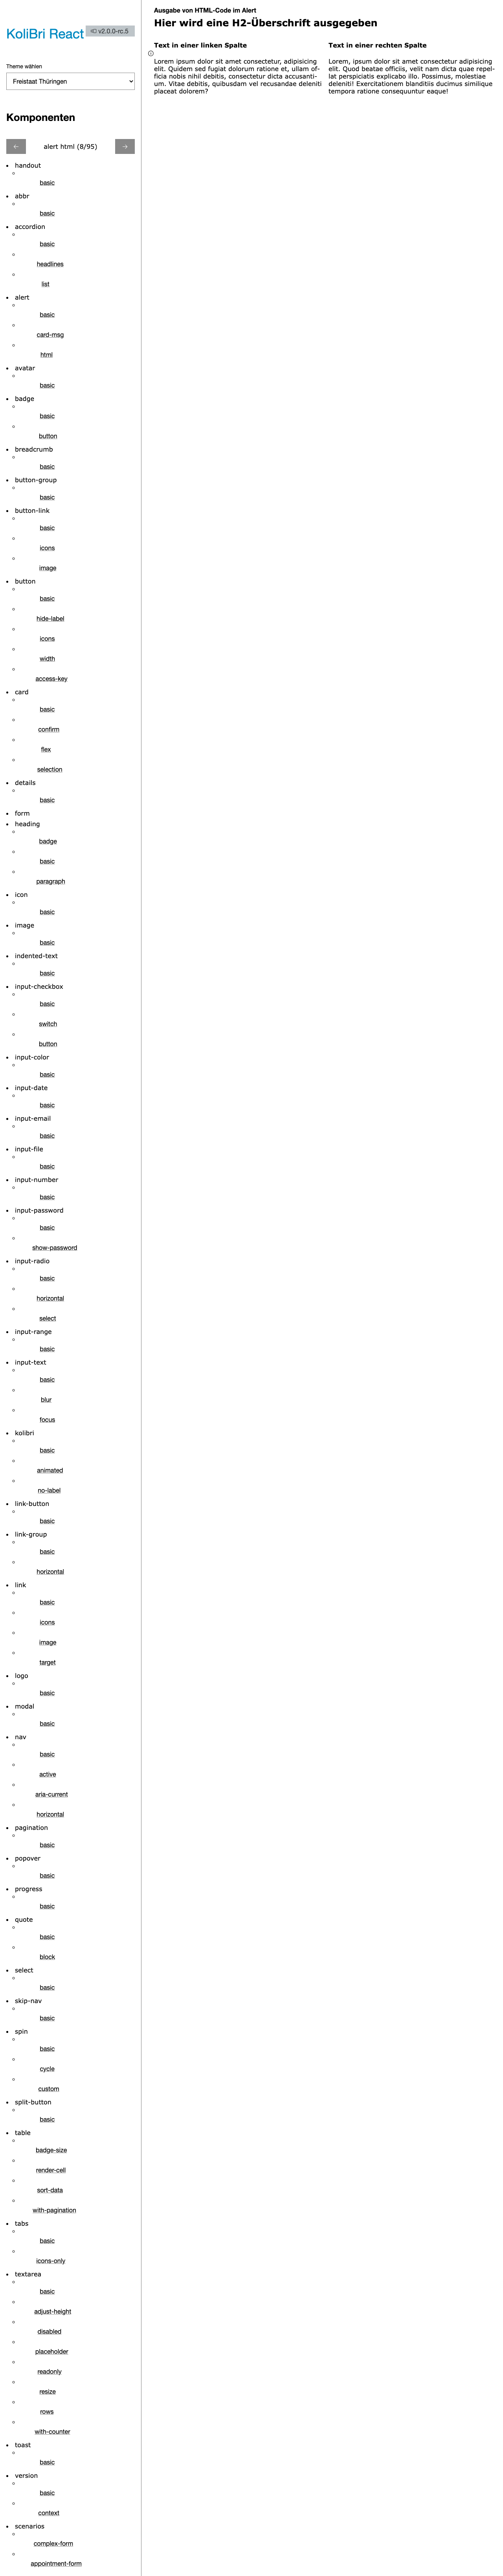 KoliBri React
v2.0.0-rc.5
Theme wählen
Freistaat Thüringen
Komponenten
← alert html (8/95) →
handout
basic
abbr
basic
accordion
basic
headlines
list
alert
basic
card-msg
html
avatar
basic
badge
basic
button
breadcrumb
basic
button-group
basic
button-link
basic
icons
image
button
basic
hide-label
icons
width
access-key
card
basic
confirm
flex
selection
details
basic
form
heading
badge
basic
paragraph
icon
basic
image
basic
indented-text
basic
input-checkbox
basic
switch
button
input-color
basic
input-date
basic
input-email
basic
input-file
basic
input-number
basic
input-password
basic
show-password
input-radio
basic
horizontal
select
input-range
basic
input-text
basic
blur
focus
kolibri
basic
animated
no-label
link-button
basic
link-group
basic
horizontal
link
basic
icons
image
target
logo
basic
modal
basic
nav
basic
active
aria-current
horizontal
pagination
basic
popover
basic
progress
basic
quote
basic
block
select
basic
skip-nav
basic
spin
basic
cycle
custom
split-button
basic
table
badge-size
render-cell
sort-data
with-pagination
tabs
basic
icons-only
textarea
basic
adjust-height
disabled
placeholder
readonly
resize
rows
with-counter
toast
basic
version
basic
context
scenarios
complex-form
appointment-form
Ausgabe von HTML-Code im Alert
Hier wird eine H2-Überschrift ausgegeben
Text in einer linken Spalte
Lorem ipsum dolor sit amet consectetur, adipisicing
elit. Quidem sed fugiat dolorum ratione et, ullam of-
ficia nobis nihil debitis, consectetur dicta accusanti-
um. Vitae debitis, quibusdam vel recusandae deleniti
placeat dolorem?
Text in einer rechten Spalte
Lorem, ipsum dolor sit amet consectetur adipisicing
elit. Quod beatae officiis, velit nam dicta quae repel-
lat perspiciatis explicabo illo. Possimus, molestiae
deleniti! Exercitationem blanditiis ducimus similique
tempora ratione consequuntur eaque!